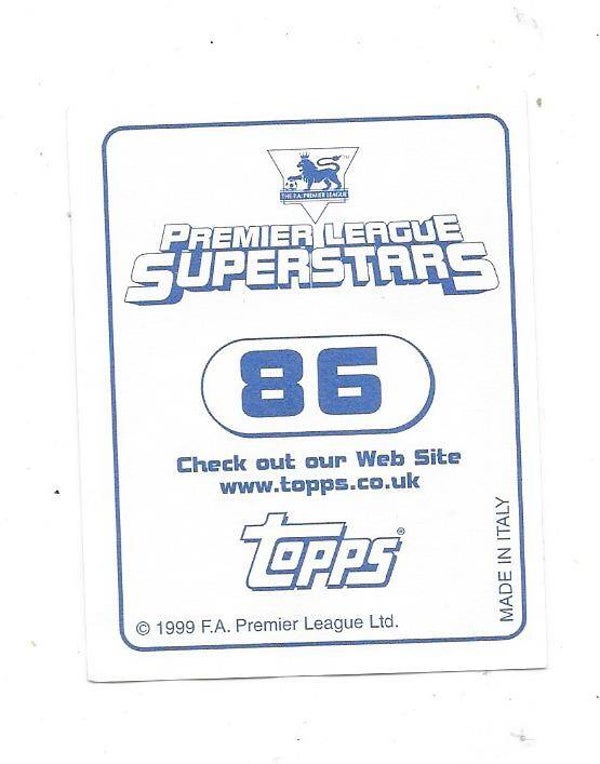 THE F.A. PREMIER LEAGUE
™
PREMIER LEAGUE
SUPERSTARS
86
Check out our Web Site
www.topps.co.uk
Topps®
© 1999 F.A. Premier League Ltd.
MADE IN ITALY